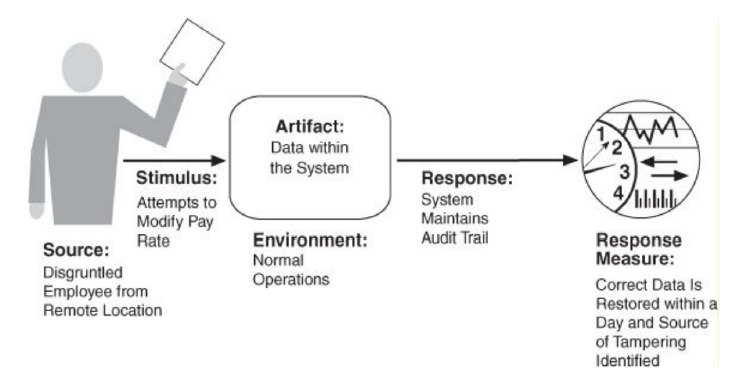 Artifact:
Data within
the System
Stimulus:
Attempts to
Modify Pay
Rate
Source:
Disgruntled
Employee from
Remote Location
Environment:
Normal
Operations
Response:
System
Maintains
Audit Trail
1
2
3
4
Response
Measure:
Correct Data Is
Restored within a
Day and Source
of Tampering
Identified